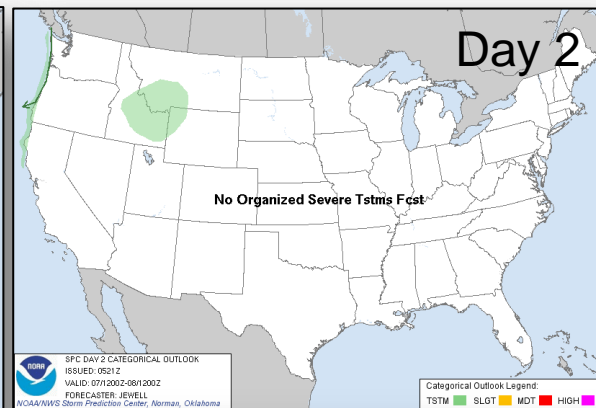 Day 2
No Organized Severe Tstms Fcst
NOAA
SPC DAY 2 CATEGORICAL OUTLOOK
ISSUED: 0521Z
VALID: 07/1200Z-08/1200Z
FORECASTER: JEWELL
NOAA/NWS Storm Prediction Center, Norman, Oklahoma
Categorical Outlook Legend:
TSTM SLGT MDT HIGH